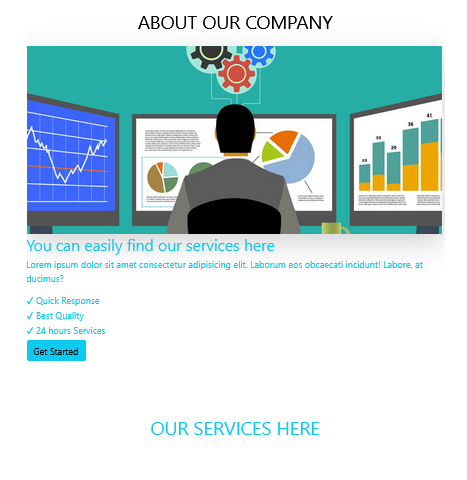 ABOUT OUR COMPANY
23
35
29
36
41
You can easily find our services here
Lorem ipsum dolor sit amet consectetur adipisicing elit. Laborum eos obcaecati incidunt! Labore, at
ducimus?
✓ Quick Response
✓ Best Quality
✓ 24 hours Services
Get Started
OUR SERVICES HERE